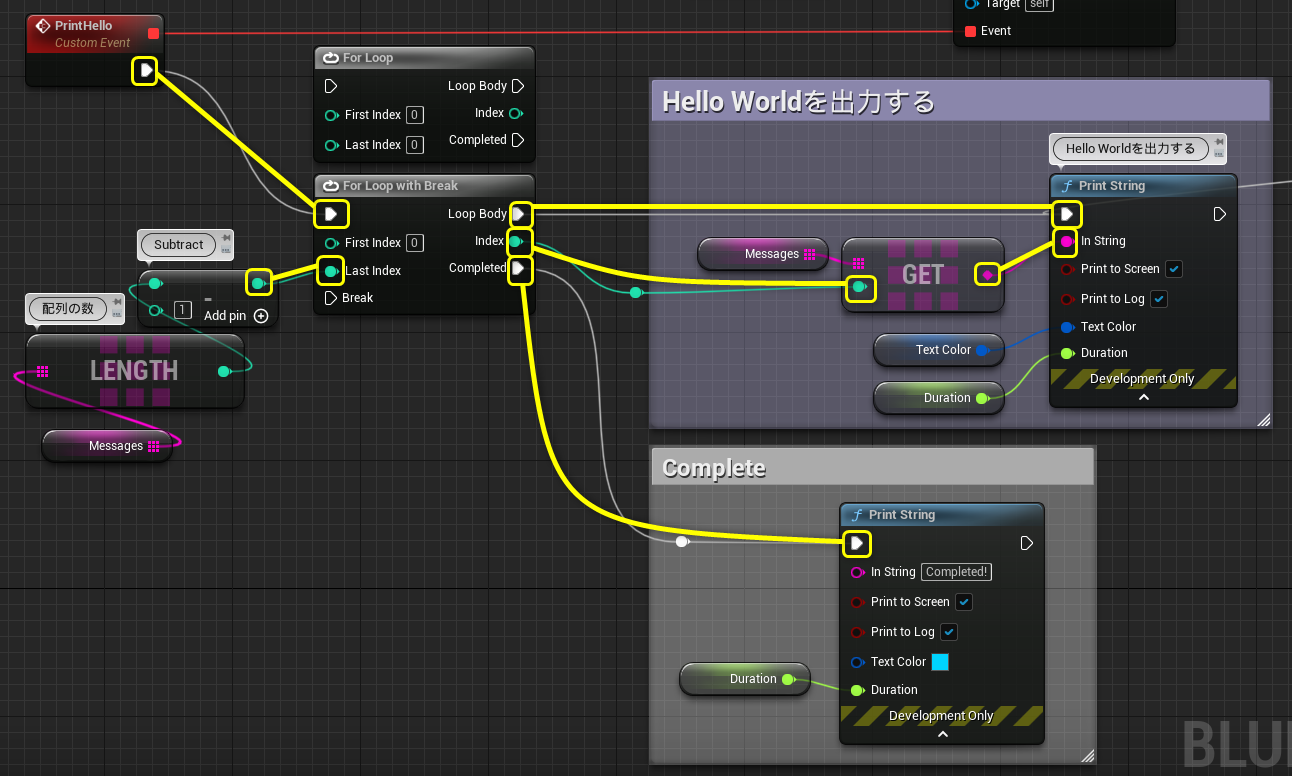 PrintHello
Custom Event
Target self
Event
For Loop
Loop Body
First Index 0
Index
Last Index 0
Completed
For Loop with Break
Loop Body
First Index 0
Index
Last Index
Completed
Break
Subtract
-
1
Add pin
配列の数
LENGTH
Messages
Hello Worldを出力する
Hello Worldを出力する
Print String
In String
Print to Screen
Print to Log
Text Color
Duration
Development Only
Messages
GET
Text Color
Duration
Complete
Print String
In String Completed!
Print to Screen
Print to Log
Text Color
Duration
Development Only
Duration